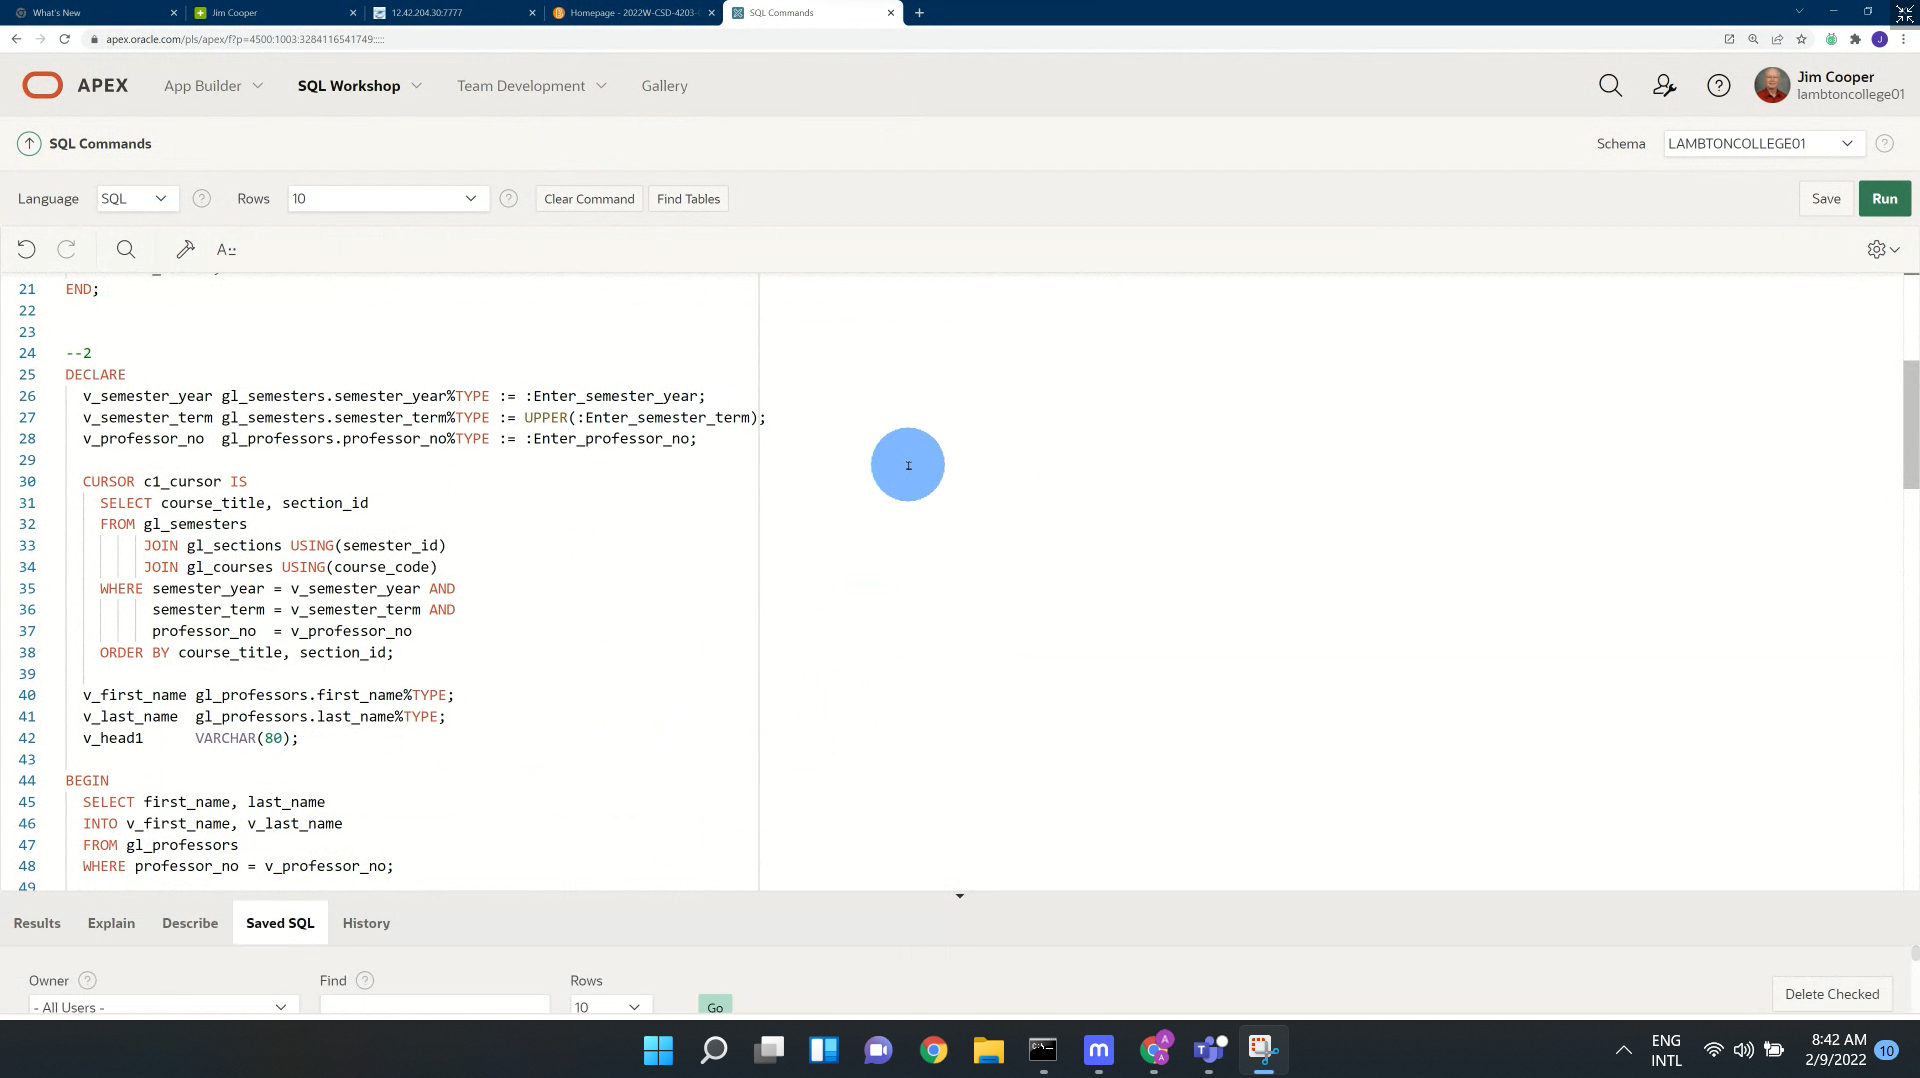 What's New
Jim Cooper
12.42.204.30:7777
Homepage - 2022W-CSD-4203-
SQL Commands
apex.oracle.com/pls/apex/f?p=4500:1003:3284116541749:::::
J
APEX
App Builder
SQL Workshop
Team Development
Gallery
Jim Cooper
lambtoncollege01
SQL Commands
Schema
LAMBTONCOLLEGE01
Language
SQL
Rows
10
Clear Command
Find Tables
Save
Run
21 END;
22
23
24 --2
25 DECLARE
26 v_semester_year gl_semesters.semester_year%TYPE := :Enter_semester_year;
27 v_semester_term gl_semesters.semester_term%TYPE := UPPER(:Enter_semester_term);
28 v_professor_no  gl_professors.professor_no%TYPE := :Enter_professor_no;
29
30 CURSOR c1_cursor IS
31 SELECT course_title, section_id
32 FROM gl_semesters
33 JOIN gl_sections USING(semester_id)
34 JOIN gl_courses USING(course_code)
35 WHERE semester_year = v_semester_year AND
36 semester_term = v_semester_term AND
37 professor_no  = v_professor_no
38 ORDER BY course_title, section_id;
39
40 v_first_name gl_professors.first_name%TYPE;
41 v_last_name  gl_professors.last_name%TYPE;
42 v_head1      VARCHAR(80);
43
44 BEGIN
45 SELECT first_name, last_name
46 INTO v_first_name, v_last_name
47 FROM gl_professors
48 WHERE professor_no = v_professor_no;
49
Results
Explain
Describe
Saved SQL
History
Owner
Find
Rows
- All Users -
10
Go
Delete Checked
ENG
INTL
8:42 AM
2/9/2022
10